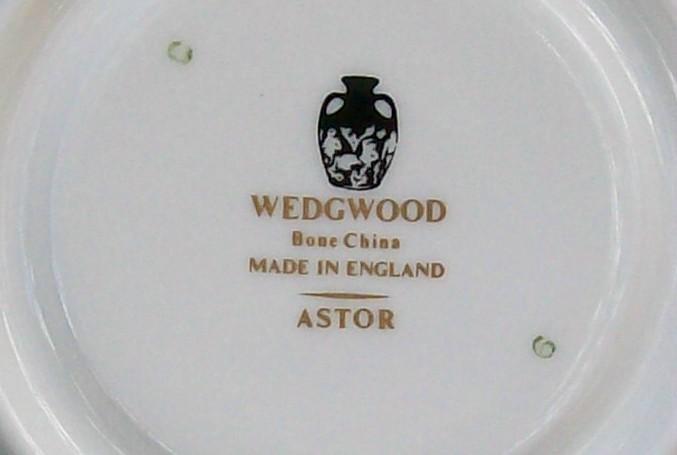 WEDGWOOD
Bone China
MADE IN ENGLAND
ASTOR